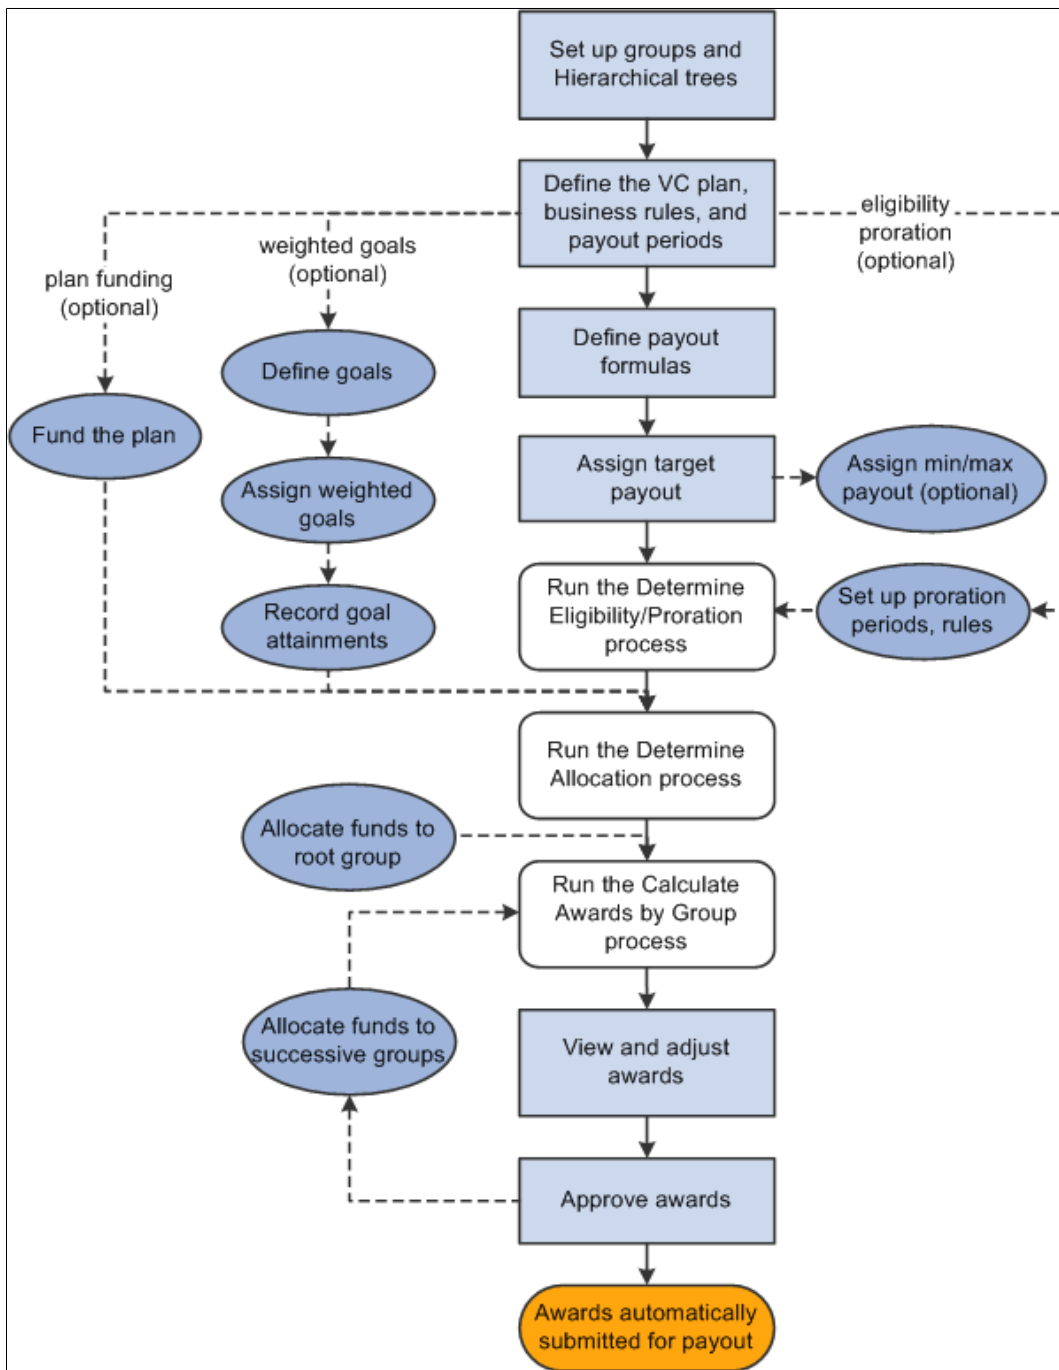 Set up groups and
Hierarchical trees
Define the VC plan,
business rules, and
payout periods
eligibility
proration
(optional)
weighted goals
(optional)
plan funding
(optional)
Define payout
formulas
Define goals
Fund the plan
Assign target
payout
Assign min/max
payout (optional)
Assign weighted
goals
Run the Determine
Eligibility/Proration
process
Set up proration
periods, rules
Record goal
attainments
Run the Determine
Allocation process
Allocate funds to
root group
Run the Calculate
Awards by Group
process
Allocate funds to
successive groups
View and adjust
awards
Approve awards
Awards automatically
submitted for payout